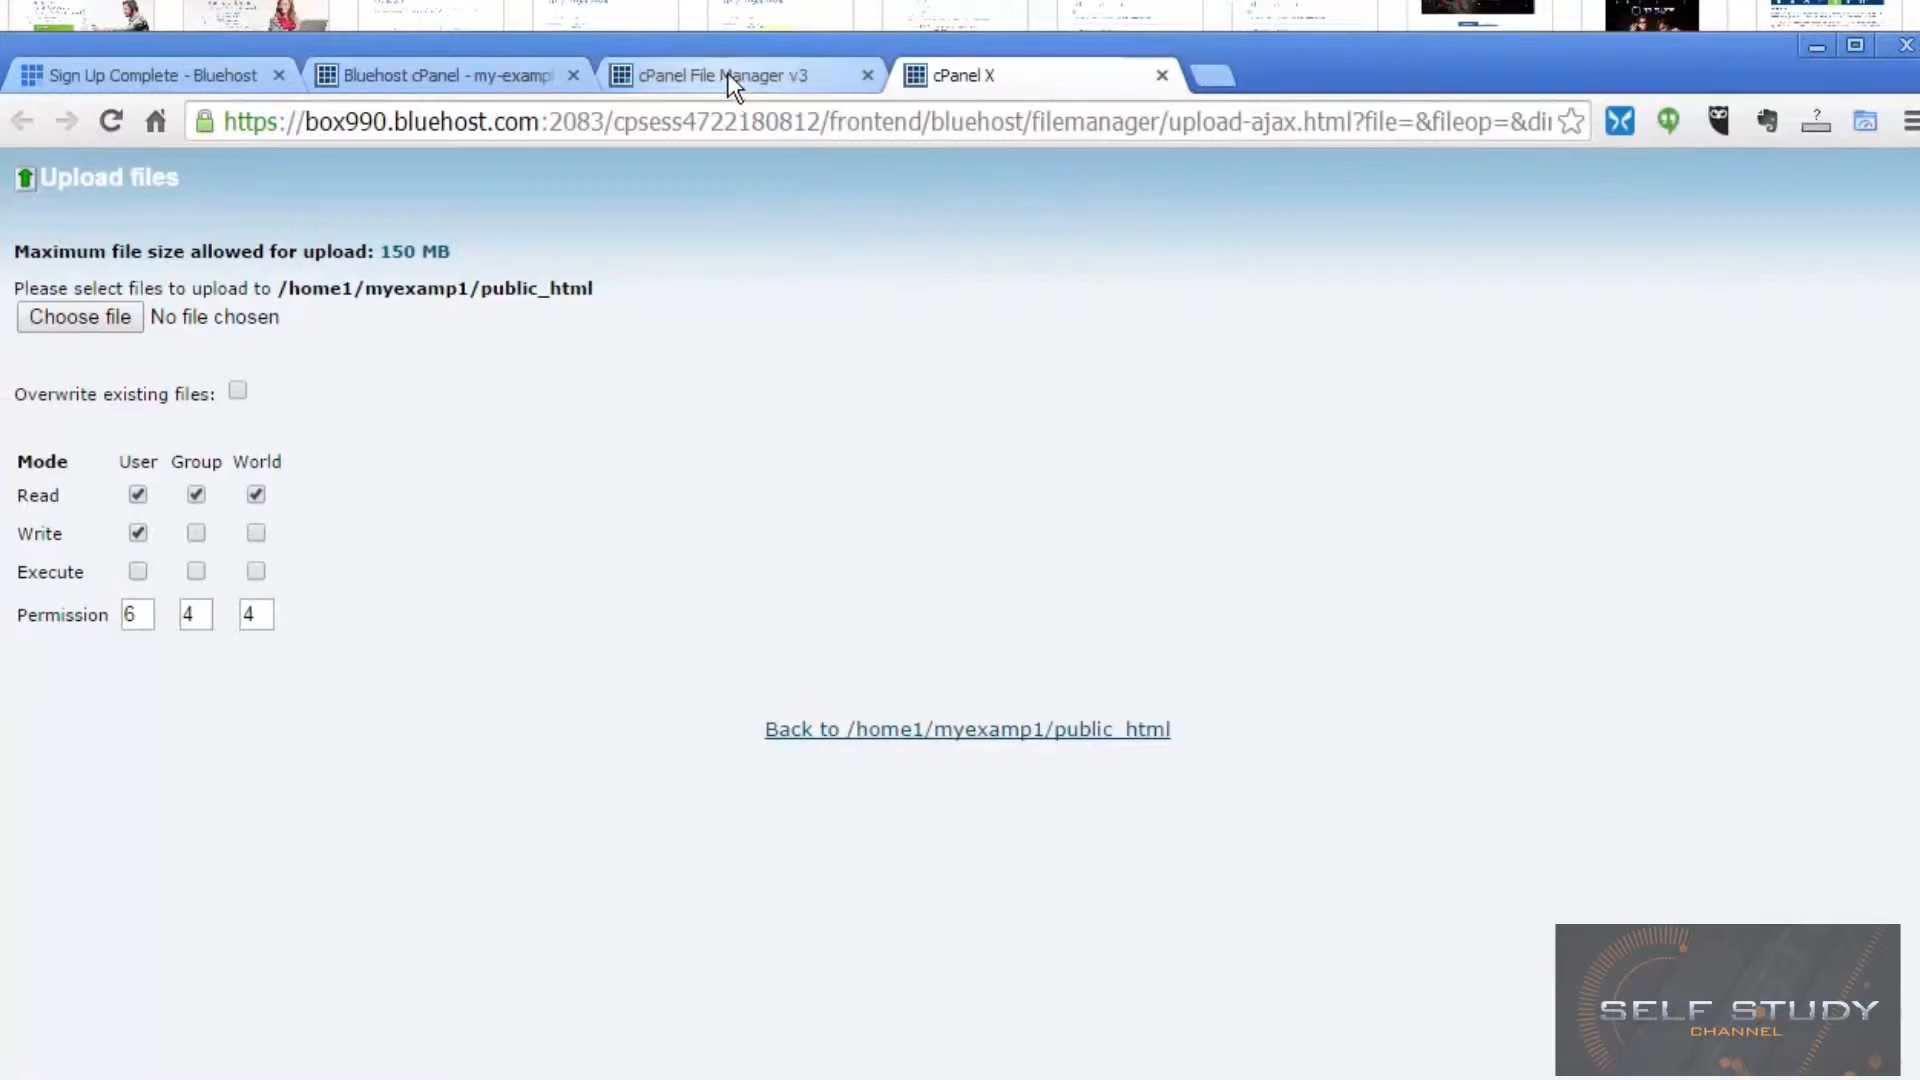 Sign Up Complete - Bluehost
Bluehost cPanel - my-exampl
cPanel File Manager v3
cPanel X
https://box990.bluehost.com:2083/cpsess4722180812/frontend/bluehost/filemanager/upload-ajax.html?file=&fileop=&dir
Upload files
Maximum file size allowed for upload: 150 MB
Please select files to upload to /home1/myexamp1/public_html
Choose file No file chosen
Overwrite existing files:
Mode User Group World
Read
Write
Execute
Permission 6 4 4
Back to /home1/myexamp1/public_html
SELF STUDY
CHANNEL